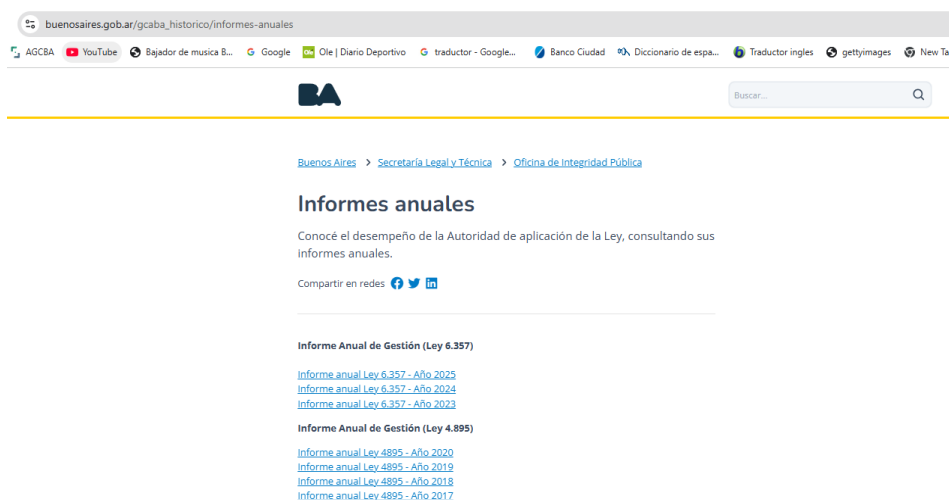 buenosaires.gob.ar/gcaba_historico/informes-anuales
AGCBA YouTube Bajador de musica B... Google Ole | Diario Deportivo traductor - Google... Banco Ciudad Diccionario de espa... Traductor ingles gettyimages New Ta
BA
Buscar...
Buenos Aires > Secretaría Legal y Técnica > Oficina de Integridad Pública
Informes anuales
Conocé el desempeño de la Autoridad de aplicación de la Ley, consultando sus
informes anuales.
Compartir en redes
Informe Anual de Gestión (Ley 6.357)
Informe anual Ley 6.357 - Año 2025
Informe anual Ley 6.357 - Año 2024
Informe anual Ley 6.357 - Año 2023
Informe Anual de Gestión (Ley 4.895)
Informe anual Ley 4895 - Año 2020
Informe anual Ley 4895 - Año 2019
Informe anual Ley 4895 - Año 2018
Informe anual Ley 4895 - Año 2017